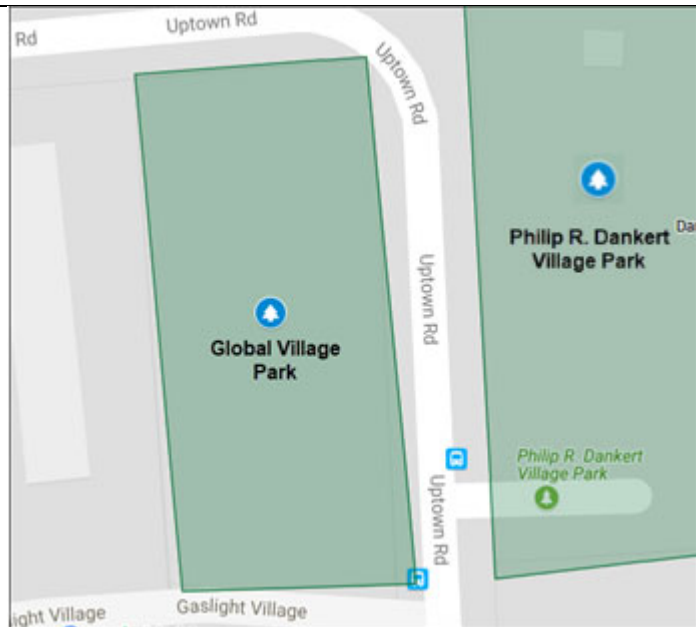 Rd
Uptown Rd
Uptown Rd
Philip R. Dankert
Village Park
Uptown Rd
Global Village
Park
Philip R. Dankert
Village Park
Uptown Rd
Gaslight Village
Village